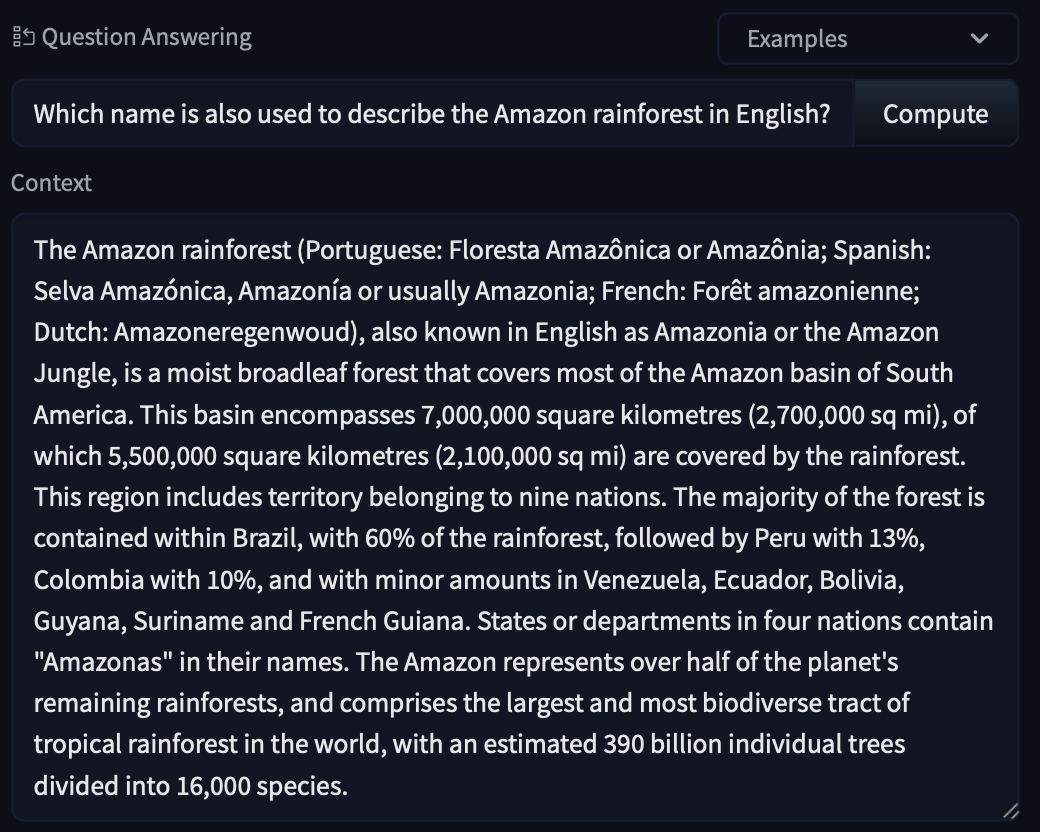 Question Answering
Examples
Which name is also used to describe the Amazon rainforest in English?
Compute
Context
The Amazon rainforest (Portuguese: Floresta Amazônica or Amazônia; Spanish:
Selva Amazónica, Amazonía or usually Amazonia; French: Forêt amazonienne;
Dutch: Amazoneregenwoud), also known in English as Amazonia or the Amazon
Jungle, is a moist broadleaf forest that covers most of the Amazon basin of South
America. This basin encompasses 7,000,000 square kilometres (2,700,000 sq mi), of
which 5,500,000 square kilometres (2,100,000 sq mi) are covered by the rainforest.
This region includes territory belonging to nine nations. The majority of the forest is
contained within Brazil, with 60% of the rainforest, followed by Peru with 13%,
Colombia with 10%, and with minor amounts in Venezuela, Ecuador, Bolivia,
Guyana, Suriname and French Guiana. States or departments in four nations contain
"Amazonas" in their names. The Amazon represents over half of the planet's
remaining rainforests, and comprises the largest and most biodiverse tract of
tropical rainforest in the world, with an estimated 390 billion individual trees
divided into 16,000 species.